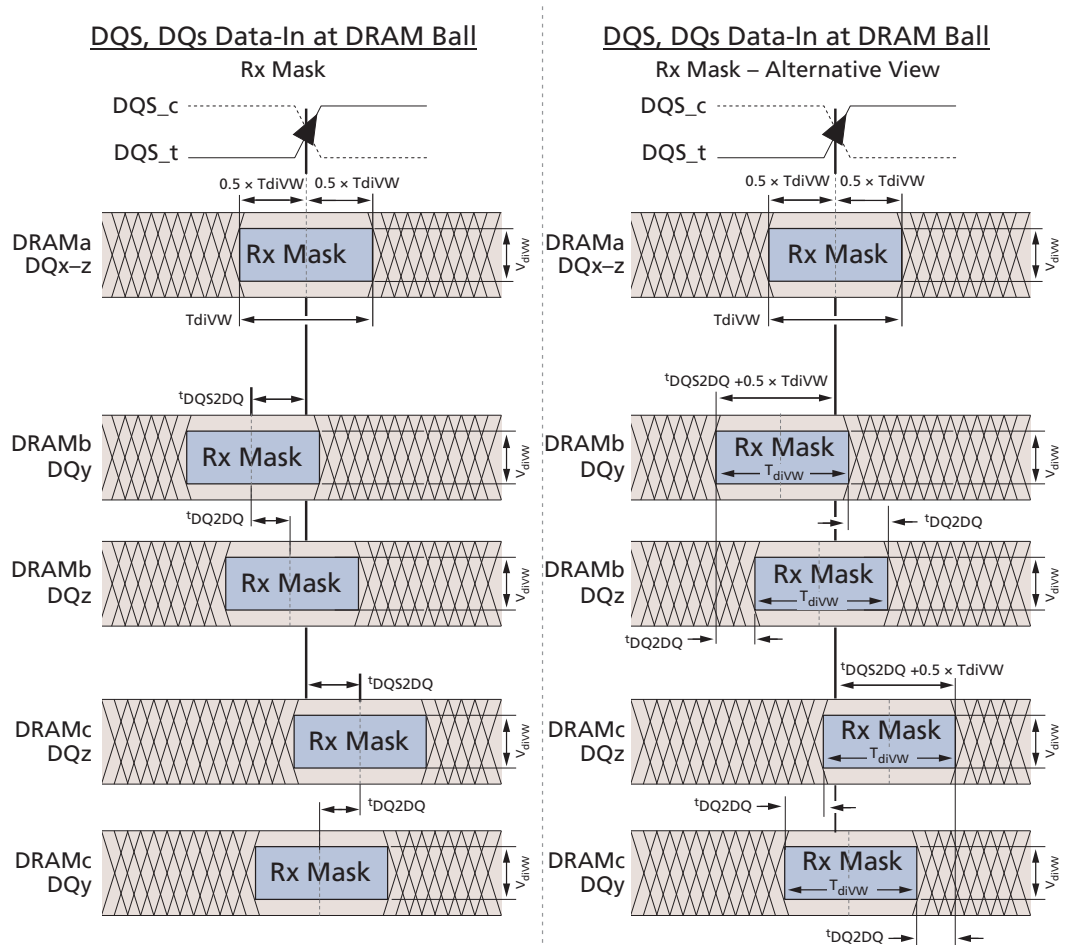 DQS, DQs Data-In at DRAM Ball
Rx Mask
DQS_c
DQS_t
0.5 × TdiVW
0.5 × TdiVW
DRAMa
DQx–z
Rx Mask
VdiVW
TdiVW
tDQS2DQ
DRAMb
DQy
Rx Mask
VdiVW
tDQ2DQ
DRAMb
DQz
Rx Mask
VdiVW
tDQS2DQ
DRAMc
DQz
Rx Mask
VdiVW
tDQ2DQ
DRAMc
DQy
Rx Mask
VdiVW
DQS, DQs Data-In at DRAM Ball
Rx Mask – Alternative View
DQS_c
DQS_t
0.5 × TdiVW
0.5 × TdiVW
DRAMa
DQx–z
Rx Mask
VdiVW
TdiVW
tDQS2DQ +0.5 × TdiVW
DRAMb
DQy
Rx Mask
TdiVW
VdiVW
tDQ2DQ
DRAMb
DQz
Rx Mask
TdiVW
VdiVW
tDQ2DQ
tDQS2DQ +0.5 × TdiVW
DRAMc
DQz
Rx Mask
TdiVW
VdiVW
tDQ2DQ
DRAMc
DQy
Rx Mask
TdiVW
VdiVW
tDQ2DQ